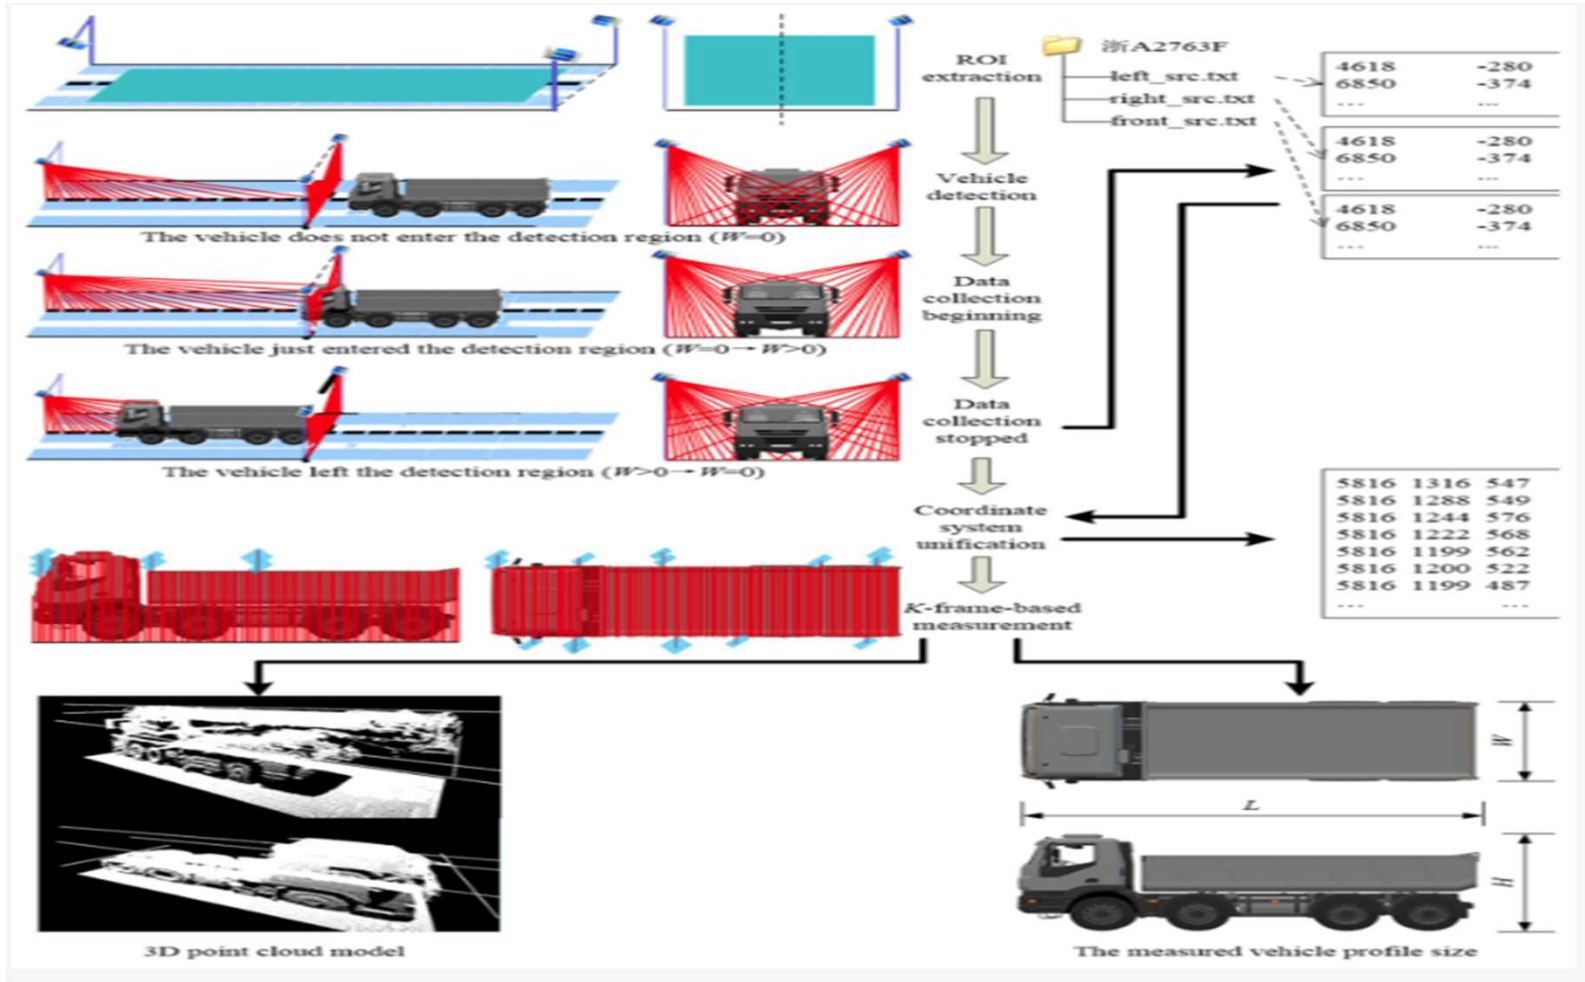 ROI
extraction
浙A2763F
left_src.txt
right_src.txt
front_src.txt
4618 -280
6850 -374
--- ---
4618 -280
6850 -374
--- ---
4618 -280
6850 -374
--- ---
Vehicle
detection
The vehicle does not enter the detection region (W=0)
Data
collection
beginning
The vehicle just entered the detection region (W=0→W>0)
Data
collection
stopped
The vehicle left the detection region (W>0→W=0)
Coordinate
system
unification
5816 1316 547
5816 1288 549
5816 1244 576
5816 1222 568
5816 1199 562
5816 1200 522
5816 1199 487
--- ---
K-frame-based
measurement
W
L
H
3D point cloud model
The measured vehicle profile size